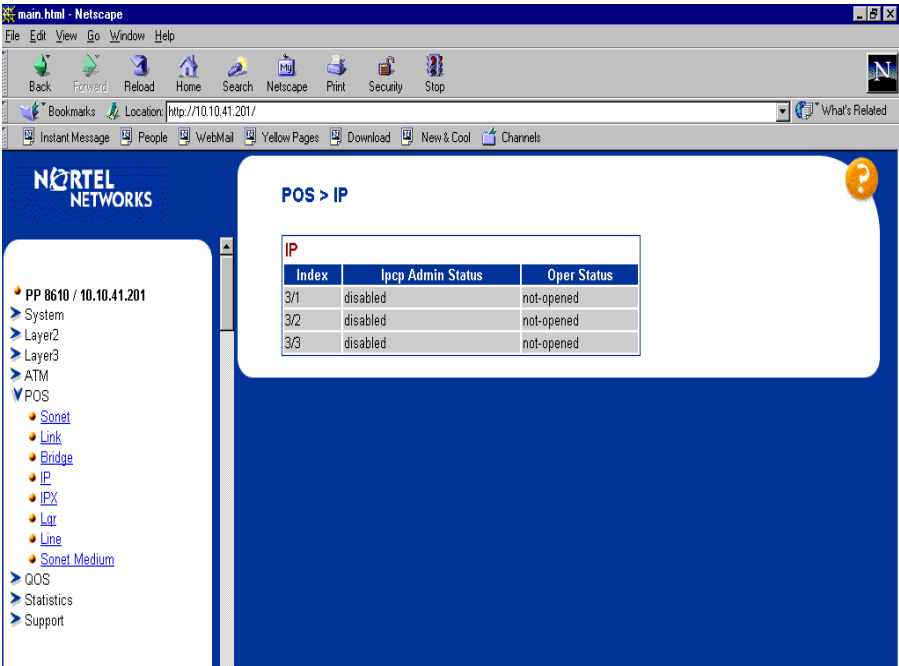 main.html - Netscape
File Edit View Go Window Help
My
Back Forward Reload Home Search Netscape Print Security Stop
N
Bookmarks Location: http://10.10.41.201/ What's Related
Instant Message People WebMail Yellow Pages Download New & Cool Channels
NORTEL
NETWORKS
?
POS > IP
IP
Index Ipcp Admin Status Oper Status
3/1 disabled not-opened
3/2 disabled not-opened
3/3 disabled not-opened
PP 8610 / 10.10.41.201
System
Layer2
Layer3
ATM
POS
Sonet
Link
Bridge
IP
IPX
Lqr
Line
Sonet Medium
QOS
Statistics
Support